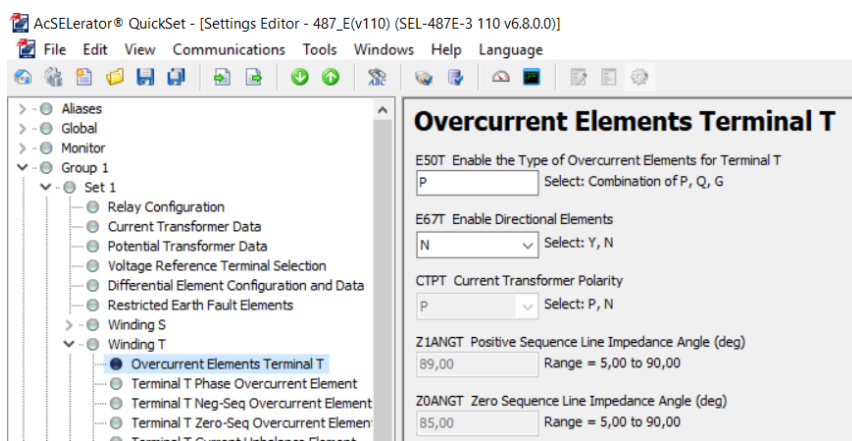 AcSELerator® QuickSet - [Settings Editor - 487_E(v110) (SEL-487E-3 110 v6.8.0.0)]
File Edit View Communications Tools Windows Help Language
Aliases
Global
Monitor
Group 1
Set 1
Relay Configuration
Current Transformer Data
Potential Transformer Data
Voltage Reference Terminal Selection
Differential Element Configuration and Data
Restricted Earth Fault Elements
Winding S
Winding T
Overcurrent Elements Terminal T
Terminal T Phase Overcurrent Element
Terminal T Neg-Seq Overcurrent Element
Terminal T Zero-Seq Overcurrent Elemen
Terminal T Current Unbalance Element
Overcurrent Elements Terminal T
E50T Enable the Type of Overcurrent Elements for Terminal T
P Select: Combination of P, Q, G
E67T Enable Directional Elements
N Select: Y, N
CTPT Current Transformer Polarity
P Select: P, N
Z1ANGT Positive Sequence Line Impedance Angle (deg)
89,00 Range = 5,00 to 90,00
Z0ANGT Zero Sequence Line Impedance Angle (deg)
85,00 Range = 5,00 to 90,00